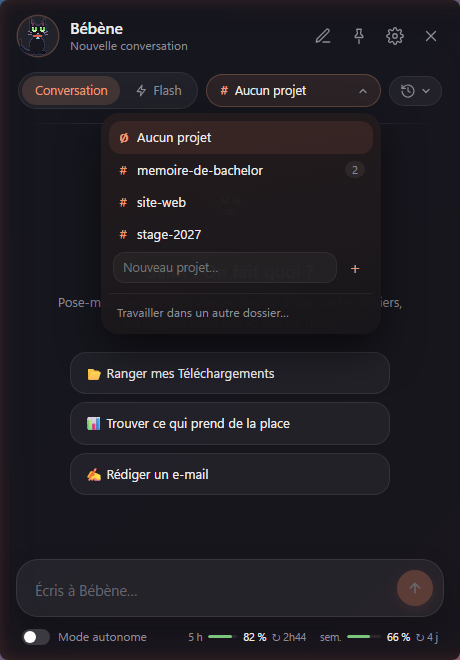 Bébène
Nouvelle conversation
Conversation
Flash
# Aucun projet
Ø Aucun projet
# memoire-de-bachelor 2
# site-web
# stage-2027
Nouveau projet... +
fait quoi ?
Pose-m
iers,
Travailler dans un autre dossier...
Ranger mes Téléchargements
Trouver ce qui prend de la place
Rédiger un e-mail
Écris à Bébène...
Mode autonome
5 h 82 % ↻ 2h44
sem. 66 % ↻ 4 j